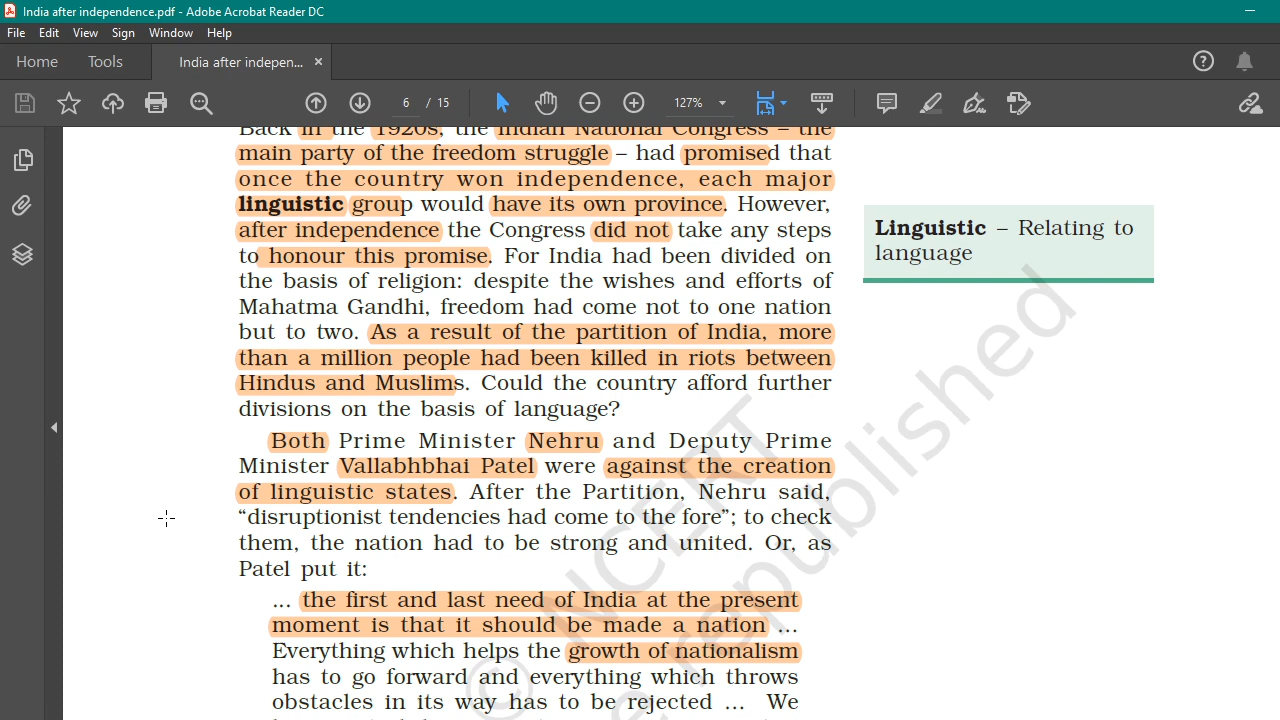 India after independence.pdf - Adobe Acrobat Reader DC
File Edit View Sign Window Help
Home Tools India after indepen... ×
6 / 15 127%
Back in the 1920s, the Indian National Congress – the
main party of the freedom struggle – had promised that
once the country won independence, each major
linguistic group would have its own province. However,
after independence the Congress did not take any steps
to honour this promise. For India had been divided on
the basis of religion: despite the wishes and efforts of
Mahatma Gandhi, freedom had come not to one nation
but to two. As a result of the partition of India, more
than a million people had been killed in riots between
Hindus and Muslims. Could the country afford further
divisions on the basis of language?
Both Prime Minister Nehru and Deputy Prime
Minister Vallabhbhai Patel were against the creation
of linguistic states. After the Partition, Nehru said,
“disruptionist tendencies had come to the fore”; to check
them, the nation had to be strong and united. Or, as
Patel put it:
... the first and last need of India at the present
moment is that it should be made a nation ...
Everything which helps the growth of nationalism
has to go forward and everything which throws
obstacles in its way has to be rejected ... We
Linguistic – Relating to
language
© NCERT
republished